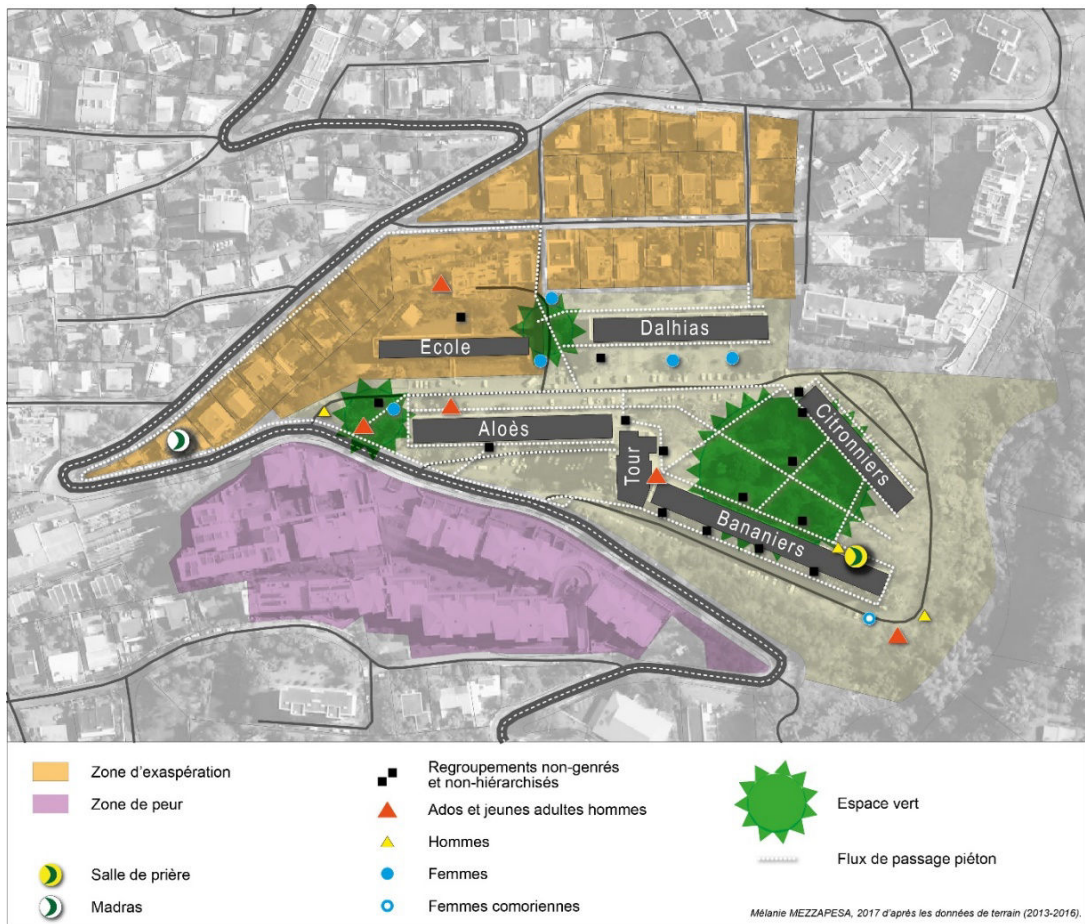 Dalhias
Ecole
Aloès
Citronniers
Tour
Bananiers
Zone d'exaspération
Zone de peur
Salle de prière
Madras
Regroupements non-genrés
et non-hiérarchisés
Ados et jeunes adultes hommes
Hommes
Femmes
Femmes comoriennes
Espace vert
Flux de passage piéton
Mélanie MEZZAPESA, 2017 d'après les données de terrain (2013-2016).